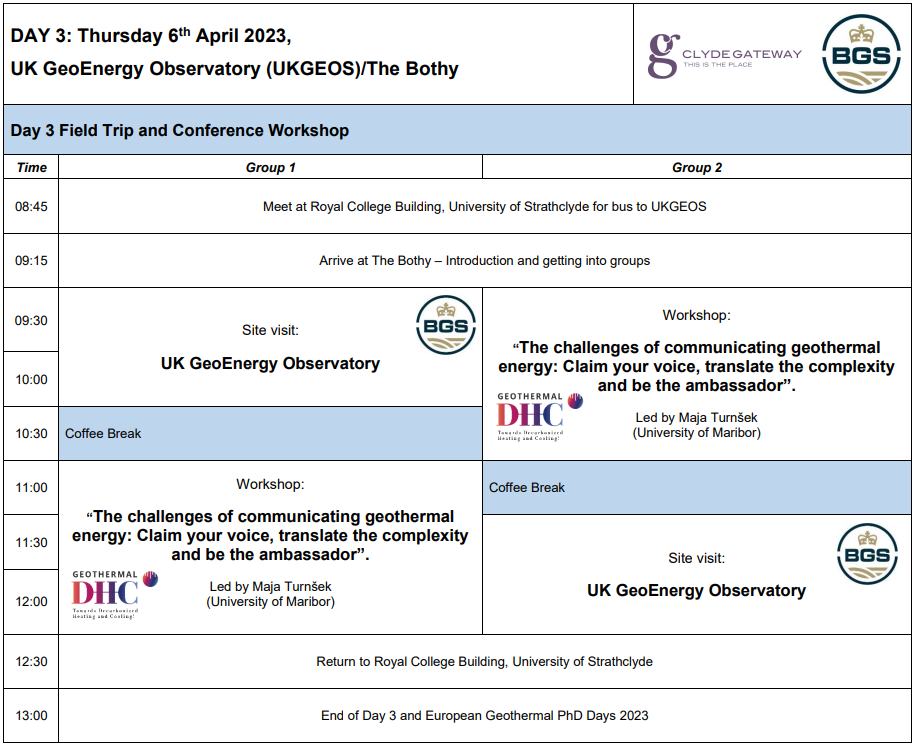 DAY 3: Thursday 6th April 2023,
UK GeoEnergy Observatory (UKGEOS)/The Bothy
CLYDEGATEWAY
THIS IS THE PLACE
BGS
Day 3 Field Trip and Conference Workshop
Time
Group 1
Group 2
08:45
Meet at Royal College Building, University of Strathclyde for bus to UKGEOS
09:15
Arrive at The Bothy – Introduction and getting into groups
09:30
10:00
Site visit:
UK GeoEnergy Observatory
BGS
Workshop:
“The challenges of communicating geothermal
energy: Claim your voice, translate the complexity
and be the ambassador”.
GEOTHERMAL
DHC
Towards Decarbonized
Heating and Cooling!
Led by Maja Turnšek
(University of Maribor)
10:30
Coffee Break
11:00
Coffee Break
Workshop:
“The challenges of communicating geothermal
energy: Claim your voice, translate the complexity
and be the ambassador”.
GEOTHERMAL
DHC
Towards Decarbonized
Heating and Cooling!
Led by Maja Turnšek
(University of Maribor)
11:30
12:00
Site visit:
UK GeoEnergy Observatory
BGS
12:30
Return to Royal College Building, University of Strathclyde
13:00
End of Day 3 and European Geothermal PhD Days 2023